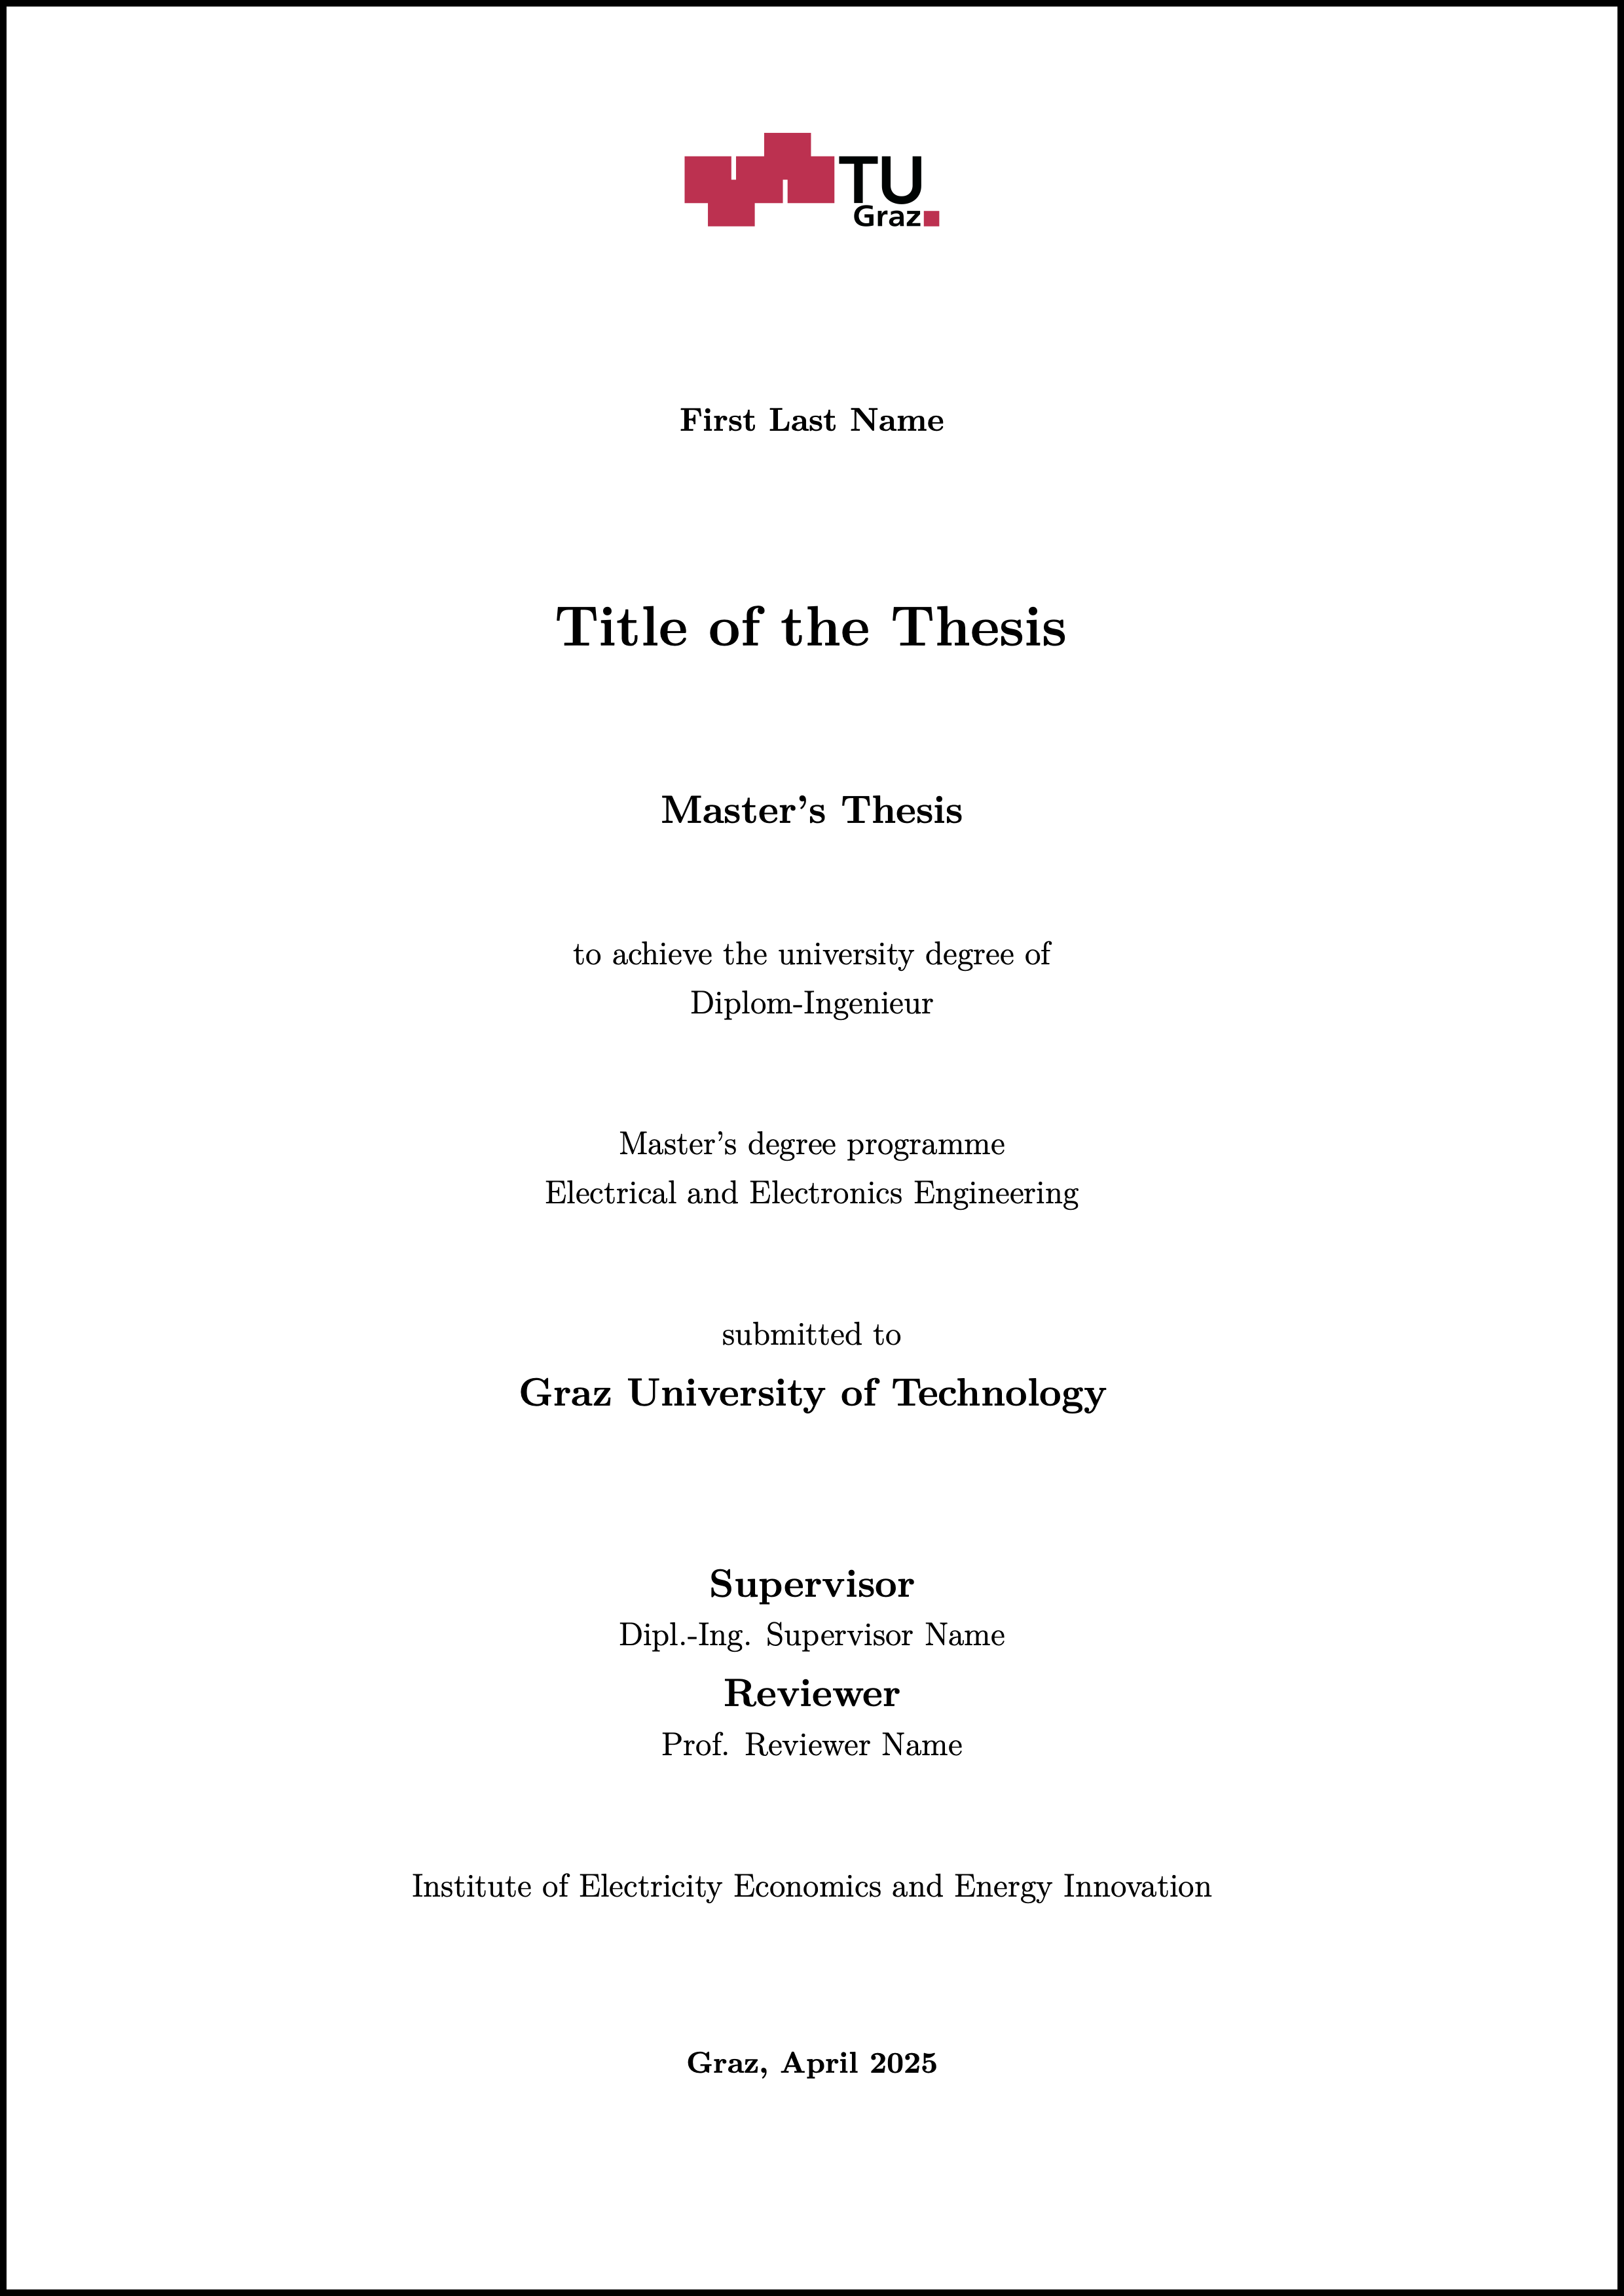 TU
Graz
First Last Name
Title of the Thesis
Master's Thesis
to achieve the university degree of
Diplom-Ingenieur
Master's degree programme
Electrical and Electronics Engineering
submitted to
Graz University of Technology
Supervisor
Dipl.-Ing. Supervisor Name
Reviewer
Prof. Reviewer Name
Institute of Electricity Economics and Energy Innovation
Graz, April 2025